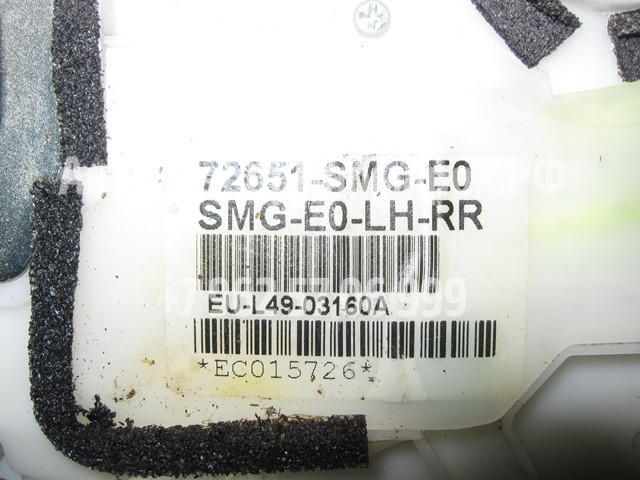 72651-SMG-E0
SMG-E0-LH-RR
EU-L49-03160A
*EC015726*